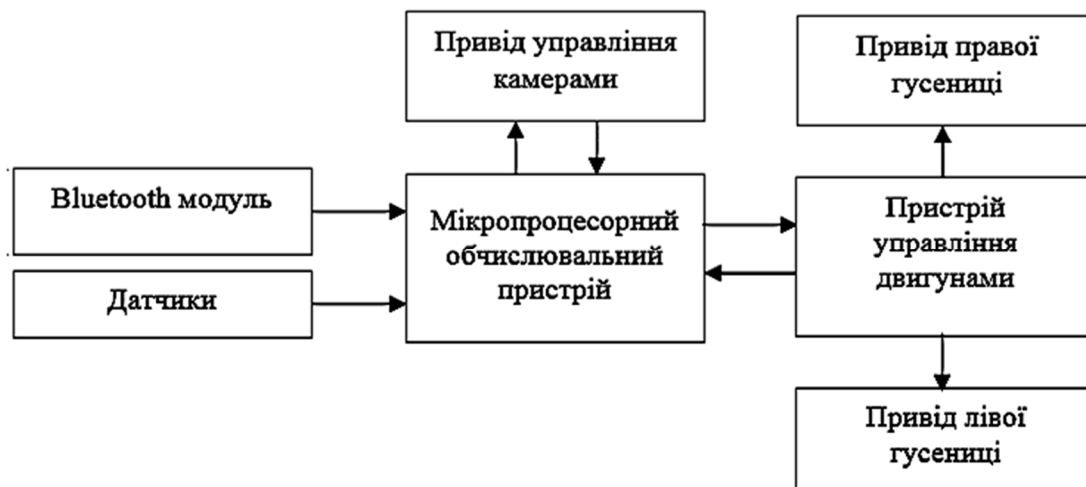 Привід управління
камерами
Привід правої
гусениці
Bluetooth модуль
Датчики
Мікропроцесорний
обчислювальний
пристрій
Пристрій
управління
двигунами
Привід лівої
гусениці